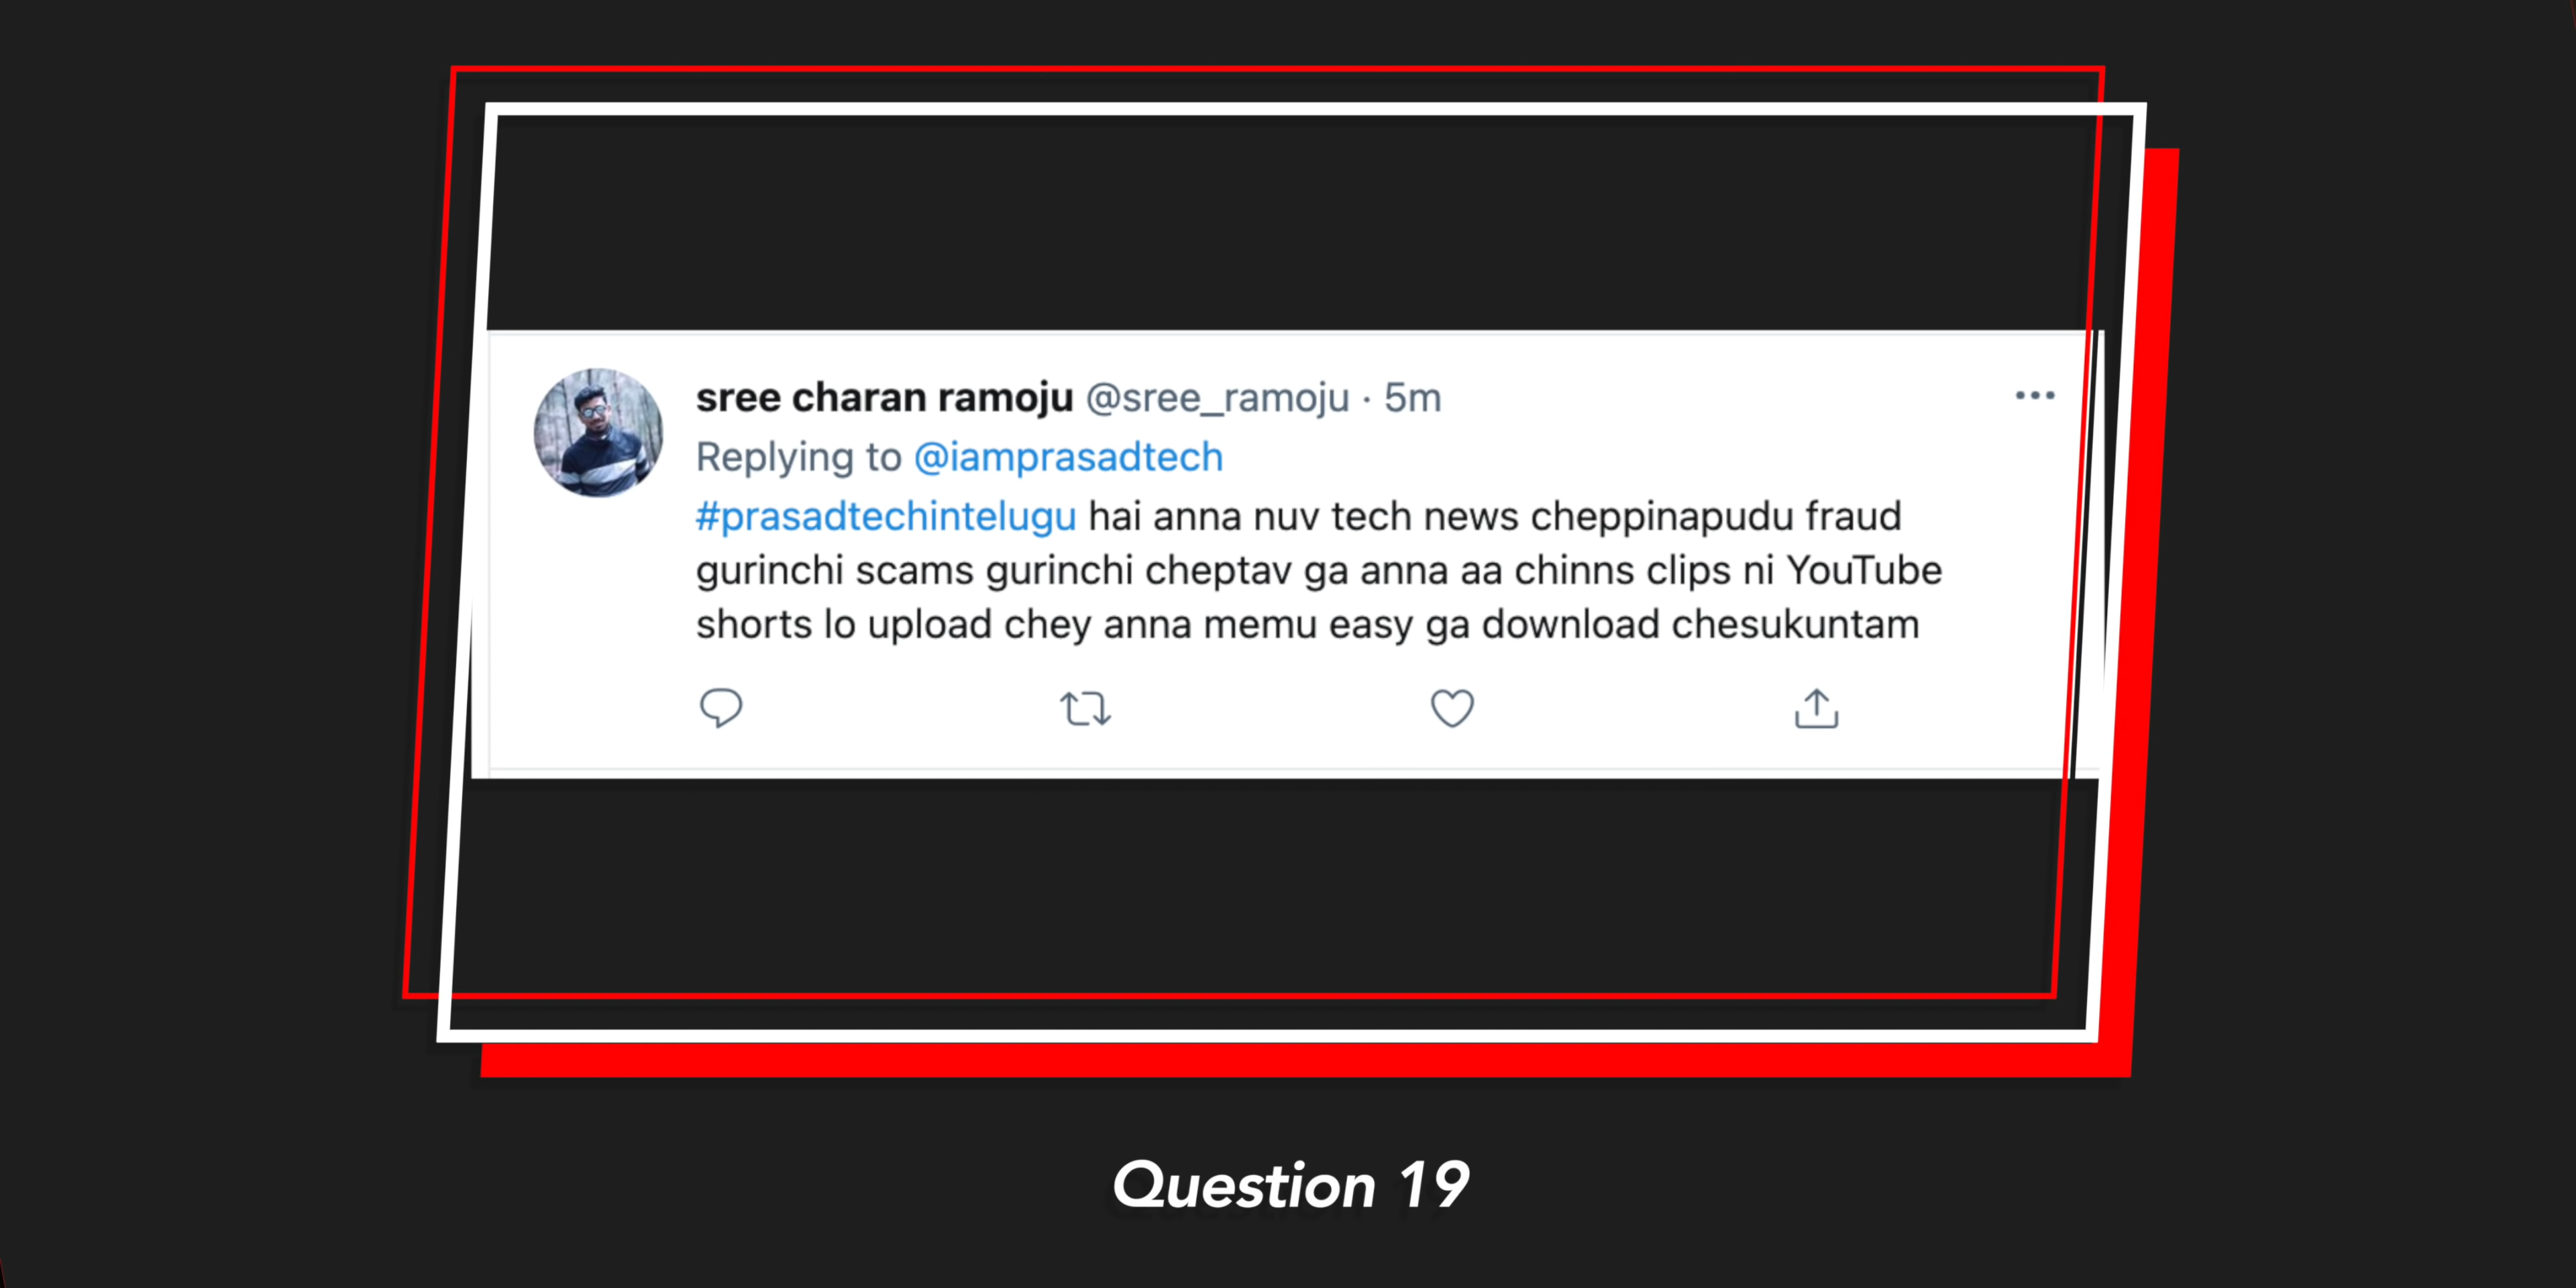 sree charan ramoju @sree_ramoju · 5m
Replying to @iamprasadtech
#prasadtechintelugu hai anna nuv tech news cheppinapudu fraud
gurinchi scams gurinchi cheptav ga anna aa chinns clips ni YouTube
shorts lo upload chey anna memu easy ga download chesukuntam
Question 19